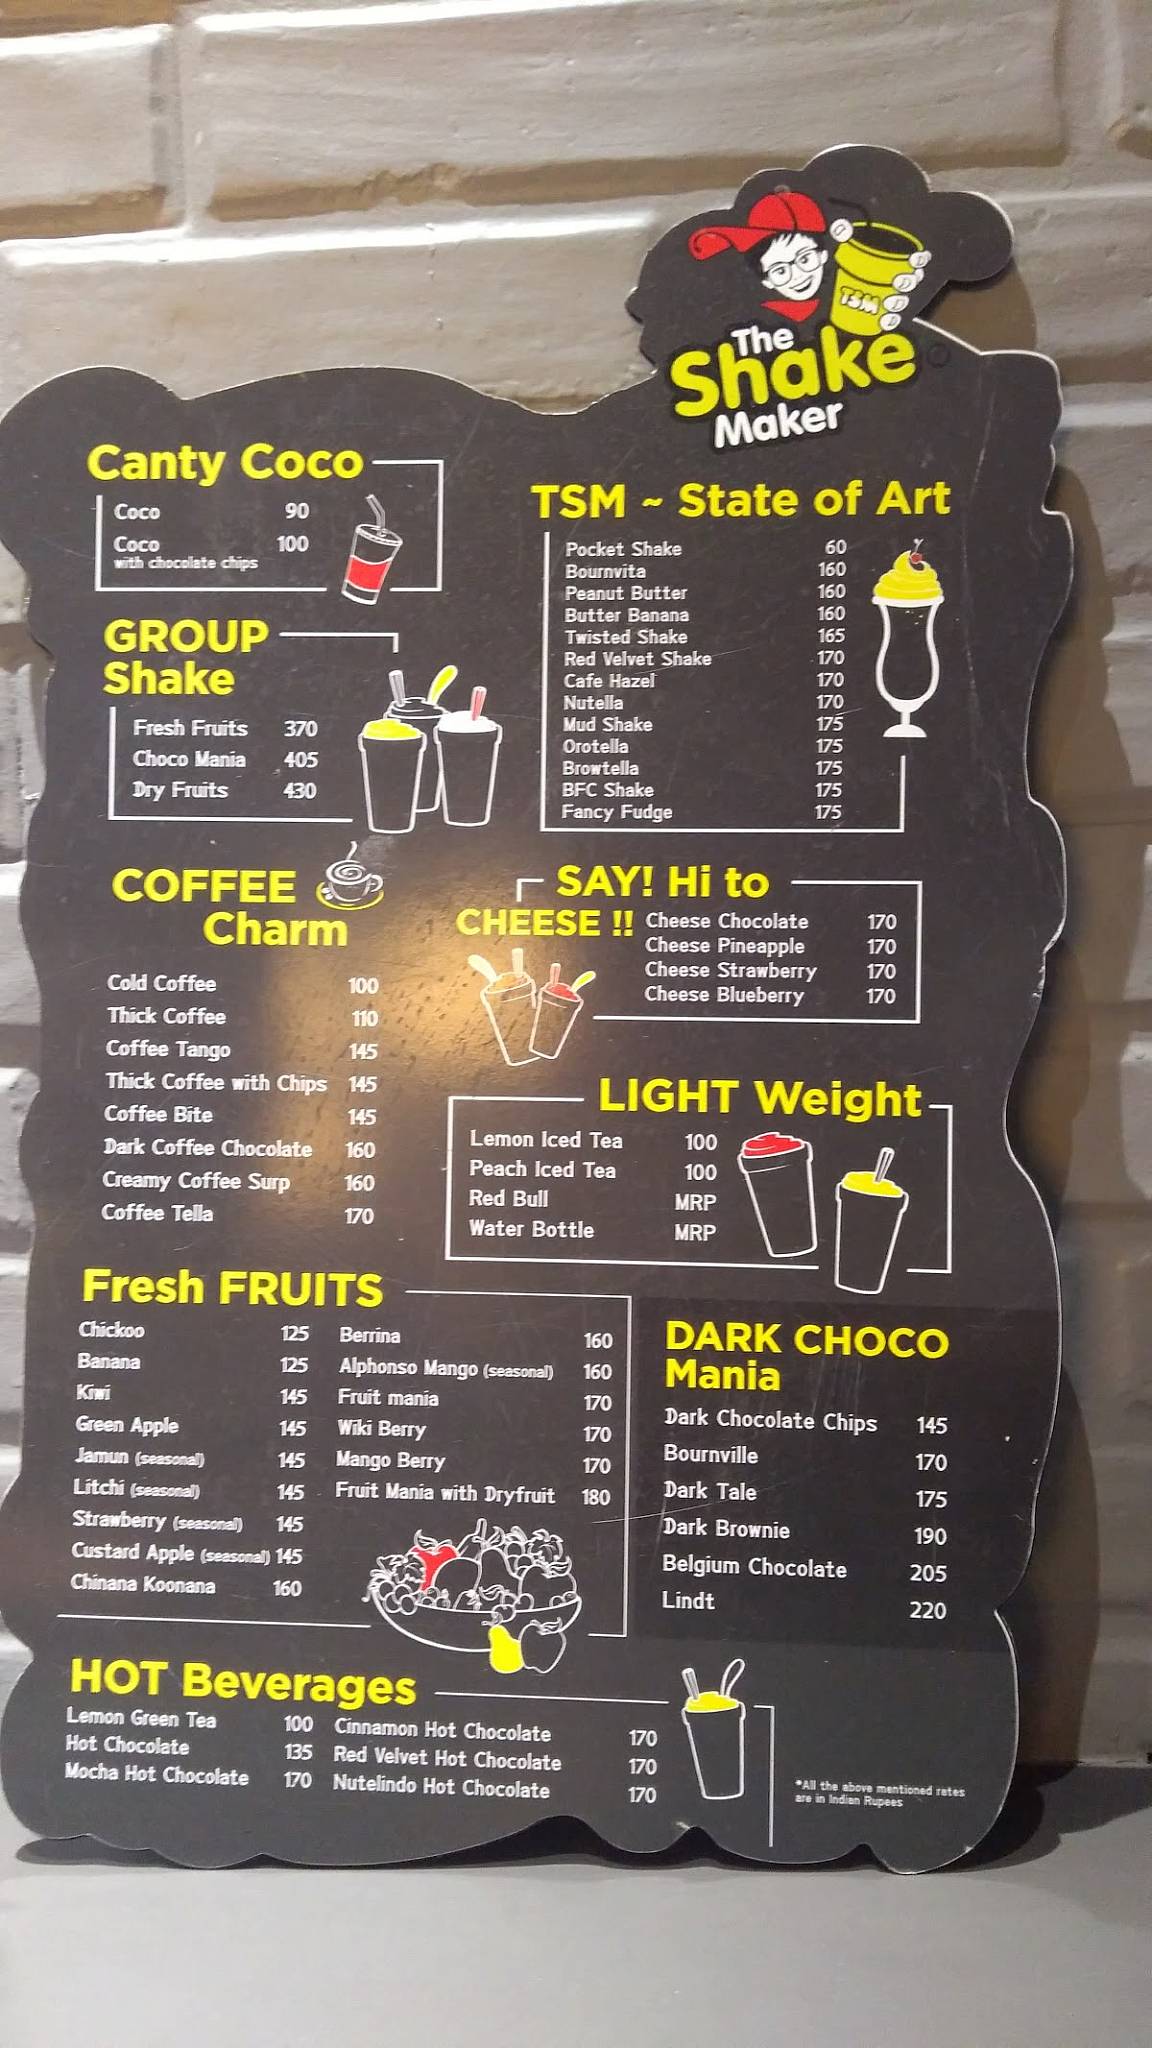 TSM
The
Shake
Maker
Canty Coco
Coco 90
Coco 100
with chocolate chips
GROUP
Shake
Fresh Fruits 370
Choco Mania 405
Dry Fruits 430
TSM ~ State of Art
Pocket Shake 60
Bournvita 160
Peanut Butter 160
Butter Banana 160
Twisted Shake 165
Red Velvet Shake 170
Cafe Hazel 170
Nutella 170
Mud Shake 175
Orotella 175
Browtella 175
BFC Shake 175
Fancy Fudge 175
COFFEE
Charm
Cold Coffee 100
Thick Coffee 110
Coffee Tango 145
Thick Coffee with Chips 145
Coffee Bite 145
Dark Coffee Chocolate 160
Creamy Coffee Surp 160
Coffee Tella 170
SAY! Hi to
CHEESE !!
Cheese Chocolate 170
Cheese Pineapple 170
Cheese Strawberry 170
Cheese Blueberry 170
LIGHT Weight
Lemon Iced Tea 100
Peach Iced Tea 100
Red Bull MRP
Water Bottle MRP
Fresh FRUITS
Chickoo 125
Banana 125
Kiwi 145
Green Apple 145
Jamun (seasonal) 145
Litchi (seasonal) 145
Strawberry (seasonal) 145
Custard Apple (seasonal) 145
Chinana Koonana 160
Berrina 160
Alphonso Mango (seasonal) 160
Fruit mania 170
Wiki Berry 170
Mango Berry 170
Fruit Mania with Dryfruit 180
DARK CHOCO
Mania
Dark Chocolate Chips 145
Bournville 170
Dark Tale 175
Dark Brownie 190
Belgium Chocolate 205
Lindt 220
HOT Beverages
Lemon Green Tea 100
Hot Chocolate 135
Mocha Hot Chocolate 170
Cinnamon Hot Chocolate 170
Red Velvet Hot Chocolate 170
Nutelindo Hot Chocolate 170
*All the above mentioned rates
are in Indian Rupees